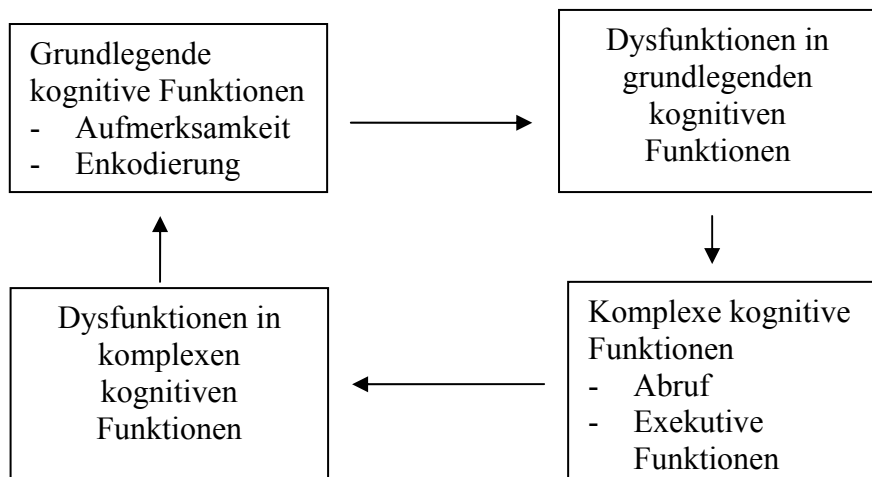 Grundlegende
kognitive Funktionen
- Aufmerksamkeit
- Enkodierung
Dysfunktionen in
grundlegenden
kognitiven
Funktionen
Dysfunktionen in
komplexen
kognitiven
Funktionen
Komplexe kognitive
Funktionen
- Abruf
- Exekutive
Funktionen